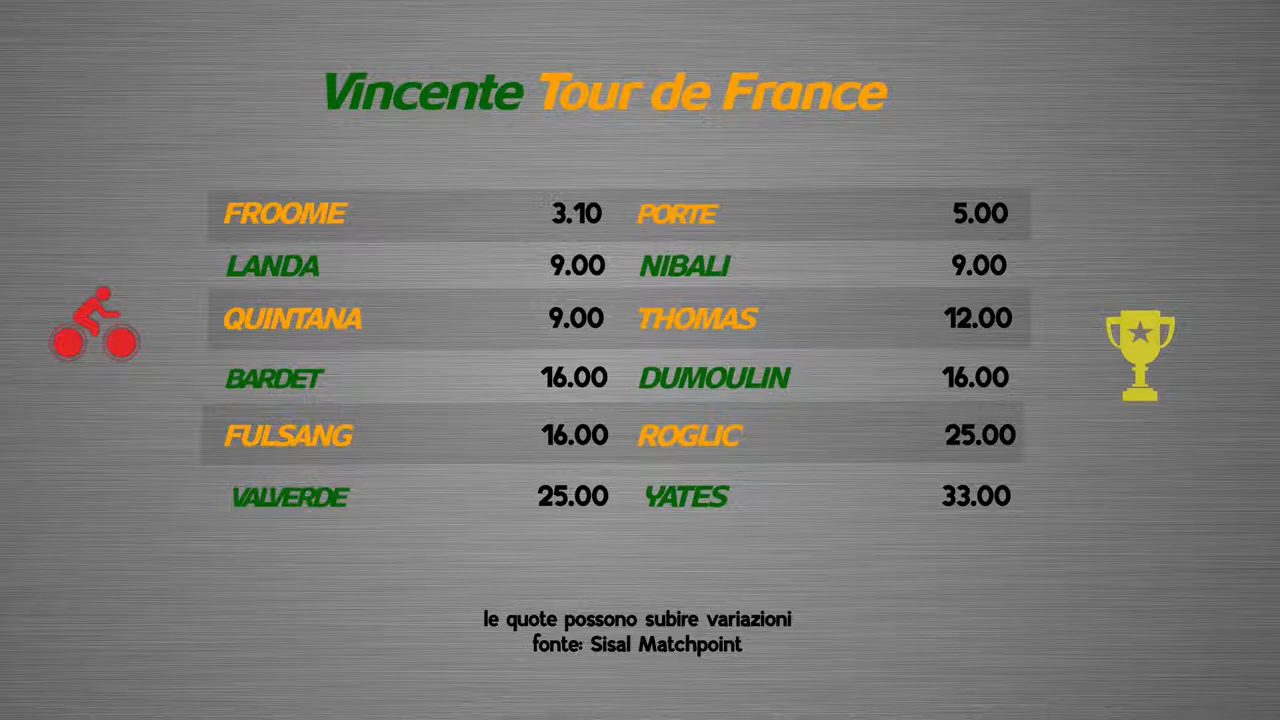 Vincente Tour de France
FROOME 3.10 PORTE 5.00
LANDA 9.00 NIBALI 9.00
QUINTANA 9.00 THOMAS 12.00
BARDET 16.00 DUMOULIN 16.00
FULSANG 16.00 ROGLIC 25.00
VALVERDE 25.00 YATES 33.00
le quote possono subire variazioni
fonte: Sisal Matchpoint